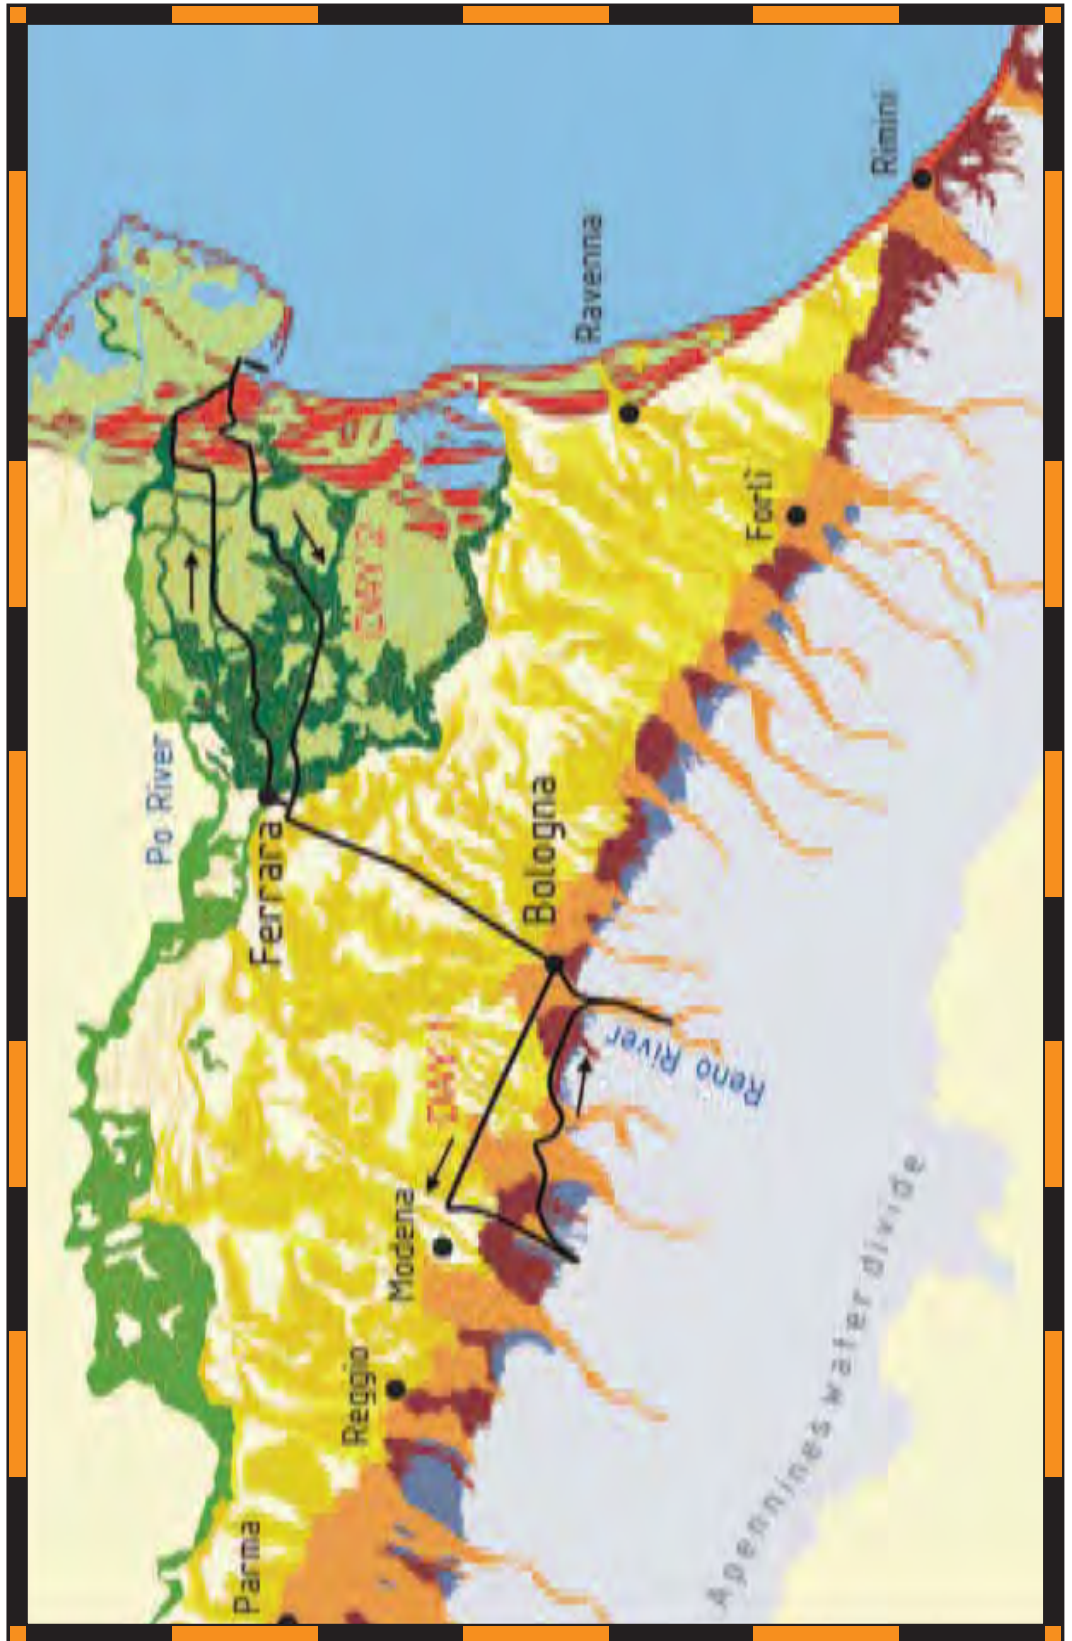 Po River
Ferrara
DAY 2
Ravenna
Rimini
Forlì
Bologna
DAY 1
Modena
Reggio
Parma
Reno River
Apennines water divide